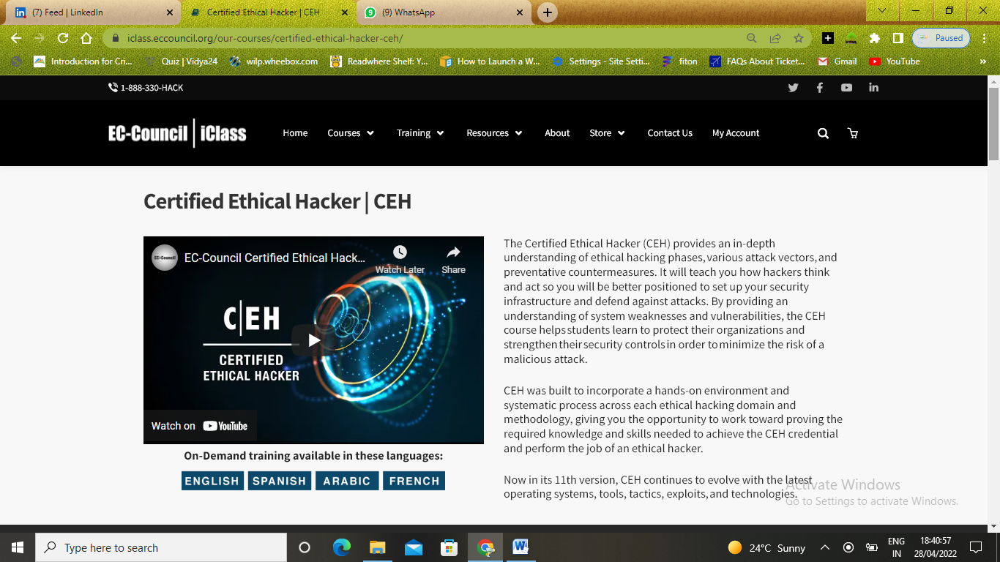 (7) Feed | LinkedIn
Certified Ethical Hacker | CEH
9
(9) WhatsApp
iclass.eccouncil.org/our-courses/certified-ethical-hacker-ceh/
Paused
Introduction for Cri...
Quiz | Vidya24
wilp.wheebox.com
Readwhere Shelf: Y...
How to Launch a W...
Settings - Site Setti...
fiton
FAQs About Ticket...
Gmail
YouTube
»
1-888-330-HACK
EC-Council | iClass
Home
Courses
Training
Resources
About
Store
Contact Us
My Account
Certified Ethical Hacker | CEH
EC-Council
EC-Council Certified Ethical Hack...
Watch Later
Share
C|EH
CERTIFIED
ETHICAL HACKER
Watch on YouTube
On-Demand training available in these languages:
ENGLISH SPANISH ARABIC FRENCH
The Certified Ethical Hacker (CEH) provides an in-depth
understanding of ethical hacking phases, various attack vectors, and
preventative countermeasures. It will teach you how hackers think
and act so you will be better positioned to set up your security
infrastructure and defend against attacks. By providing an
understanding of system weaknesses and vulnerabilities, the CEH
course helps students learn to protect their organizations and
strengthen their security controls in order to minimize the risk of a
malicious attack.
CEH was built to incorporate a hands-on environment and
systematic process across each ethical hacking domain and
methodology, giving you the opportunity to work toward proving the
required knowledge and skills needed to achieve the CEH credential
and perform the job of an ethical hacker.
Now in its 11th version, CEH continues to evolve with the latest
operating systems, tools, tactics, exploits, and technologies.
Activate Windows
Go to Settings to activate Windows.
Type here to search
24°C Sunny
ENG
IN
18:40:57
28/04/2022